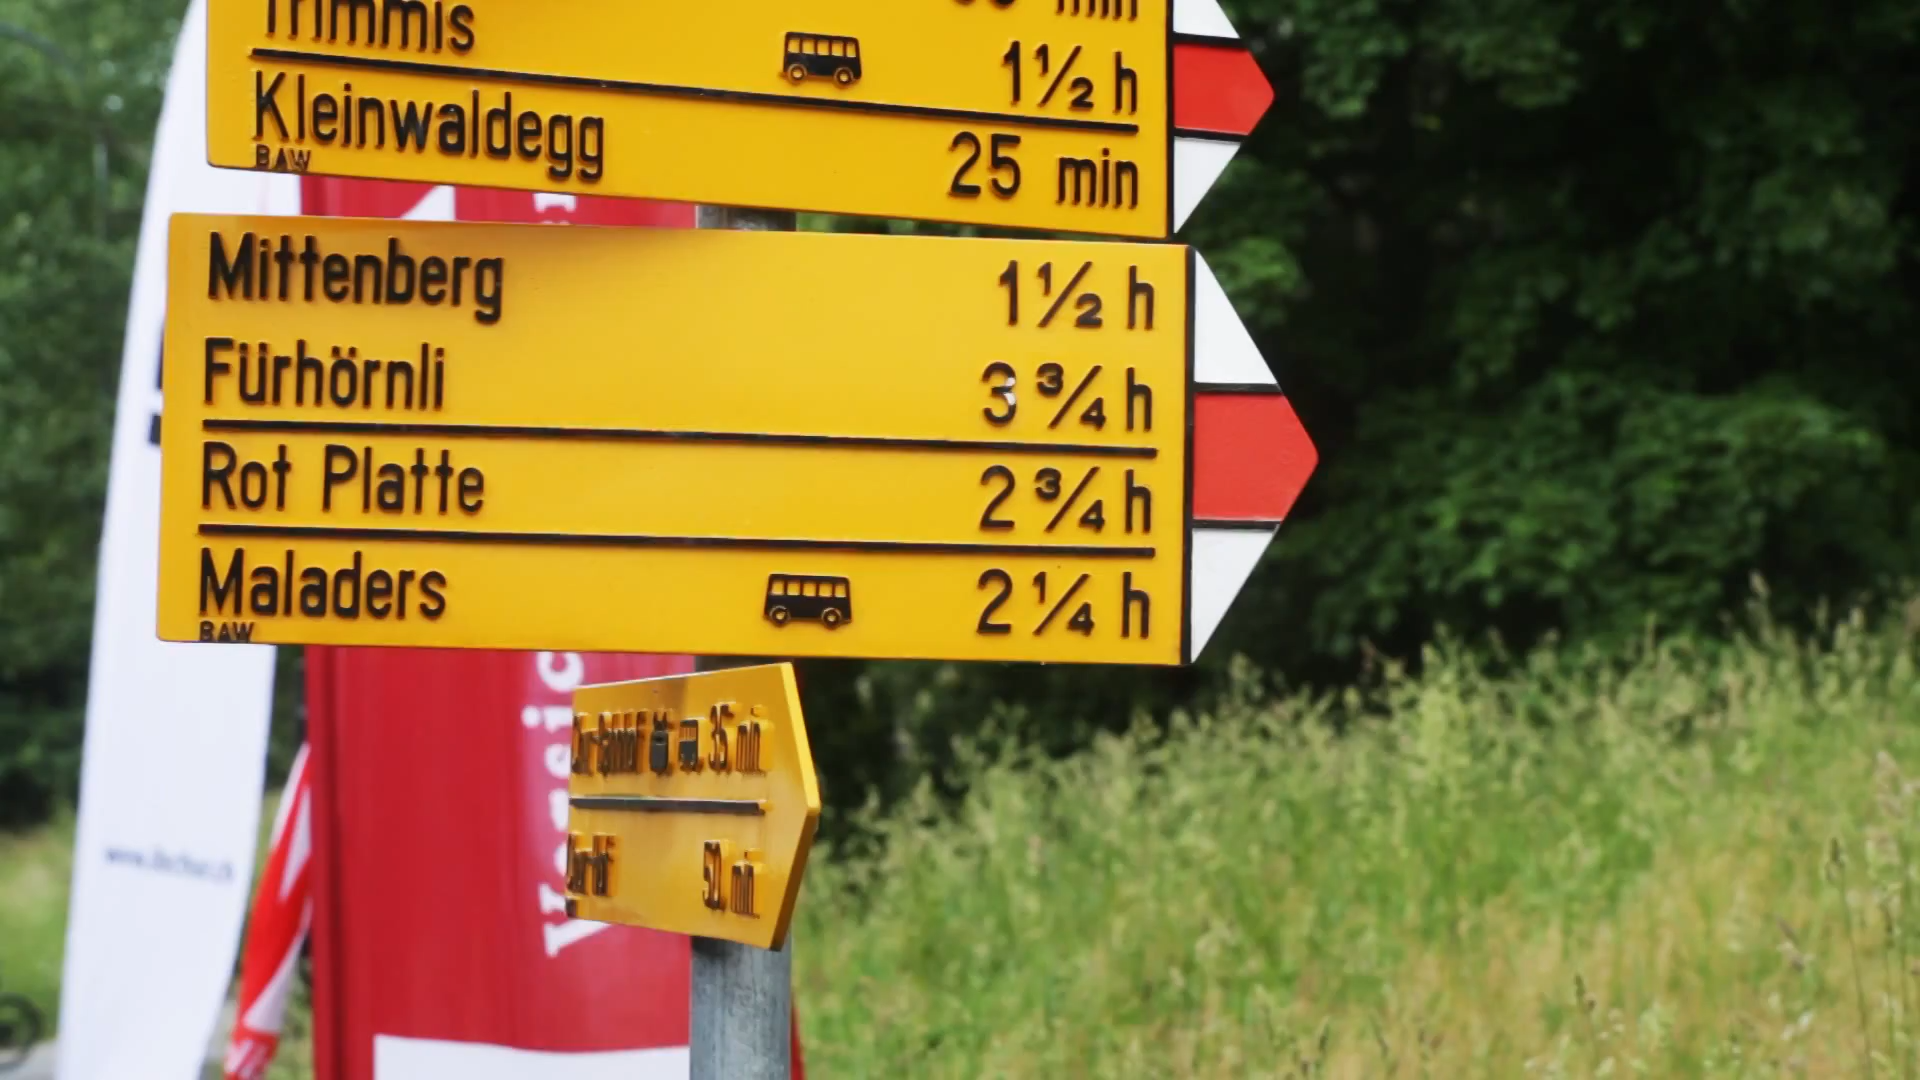 Trimmis 1½ h
Kleinwaldegg 25 min
BAW
Mittenberg 1½ h
Fürhörnli 3¾ h
Rot Platte 2¾ h
Maladers 2¼ h
BAW
35 min
50 min